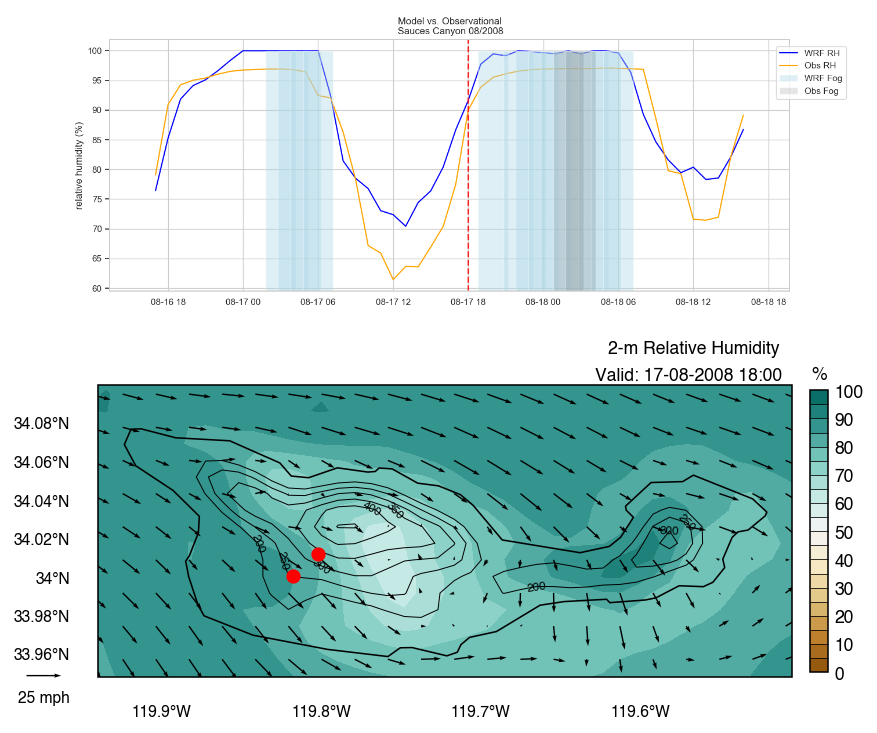 Model vs. Observational
Sauces Canyon 08/2008
relative humidity (%)
100
95
90
85
80
75
70
65
60
08-16 18
08-17 00
08-17 06
08-17 12
08-17 18
08-18 00
08-18 06
08-18 12
08-18 18
WRF RH
Obs RH
WRF Fog
Obs Fog
2-m Relative Humidity
Valid: 17-08-2008 18:00
%
100
90
80
70
60
50
40
30
20
10
0
34.08°N
34.06°N
34.04°N
34.02°N
34°N
33.98°N
33.96°N
25 mph
119.9°W
119.8°W
119.7°W
119.6°W
400
200
200